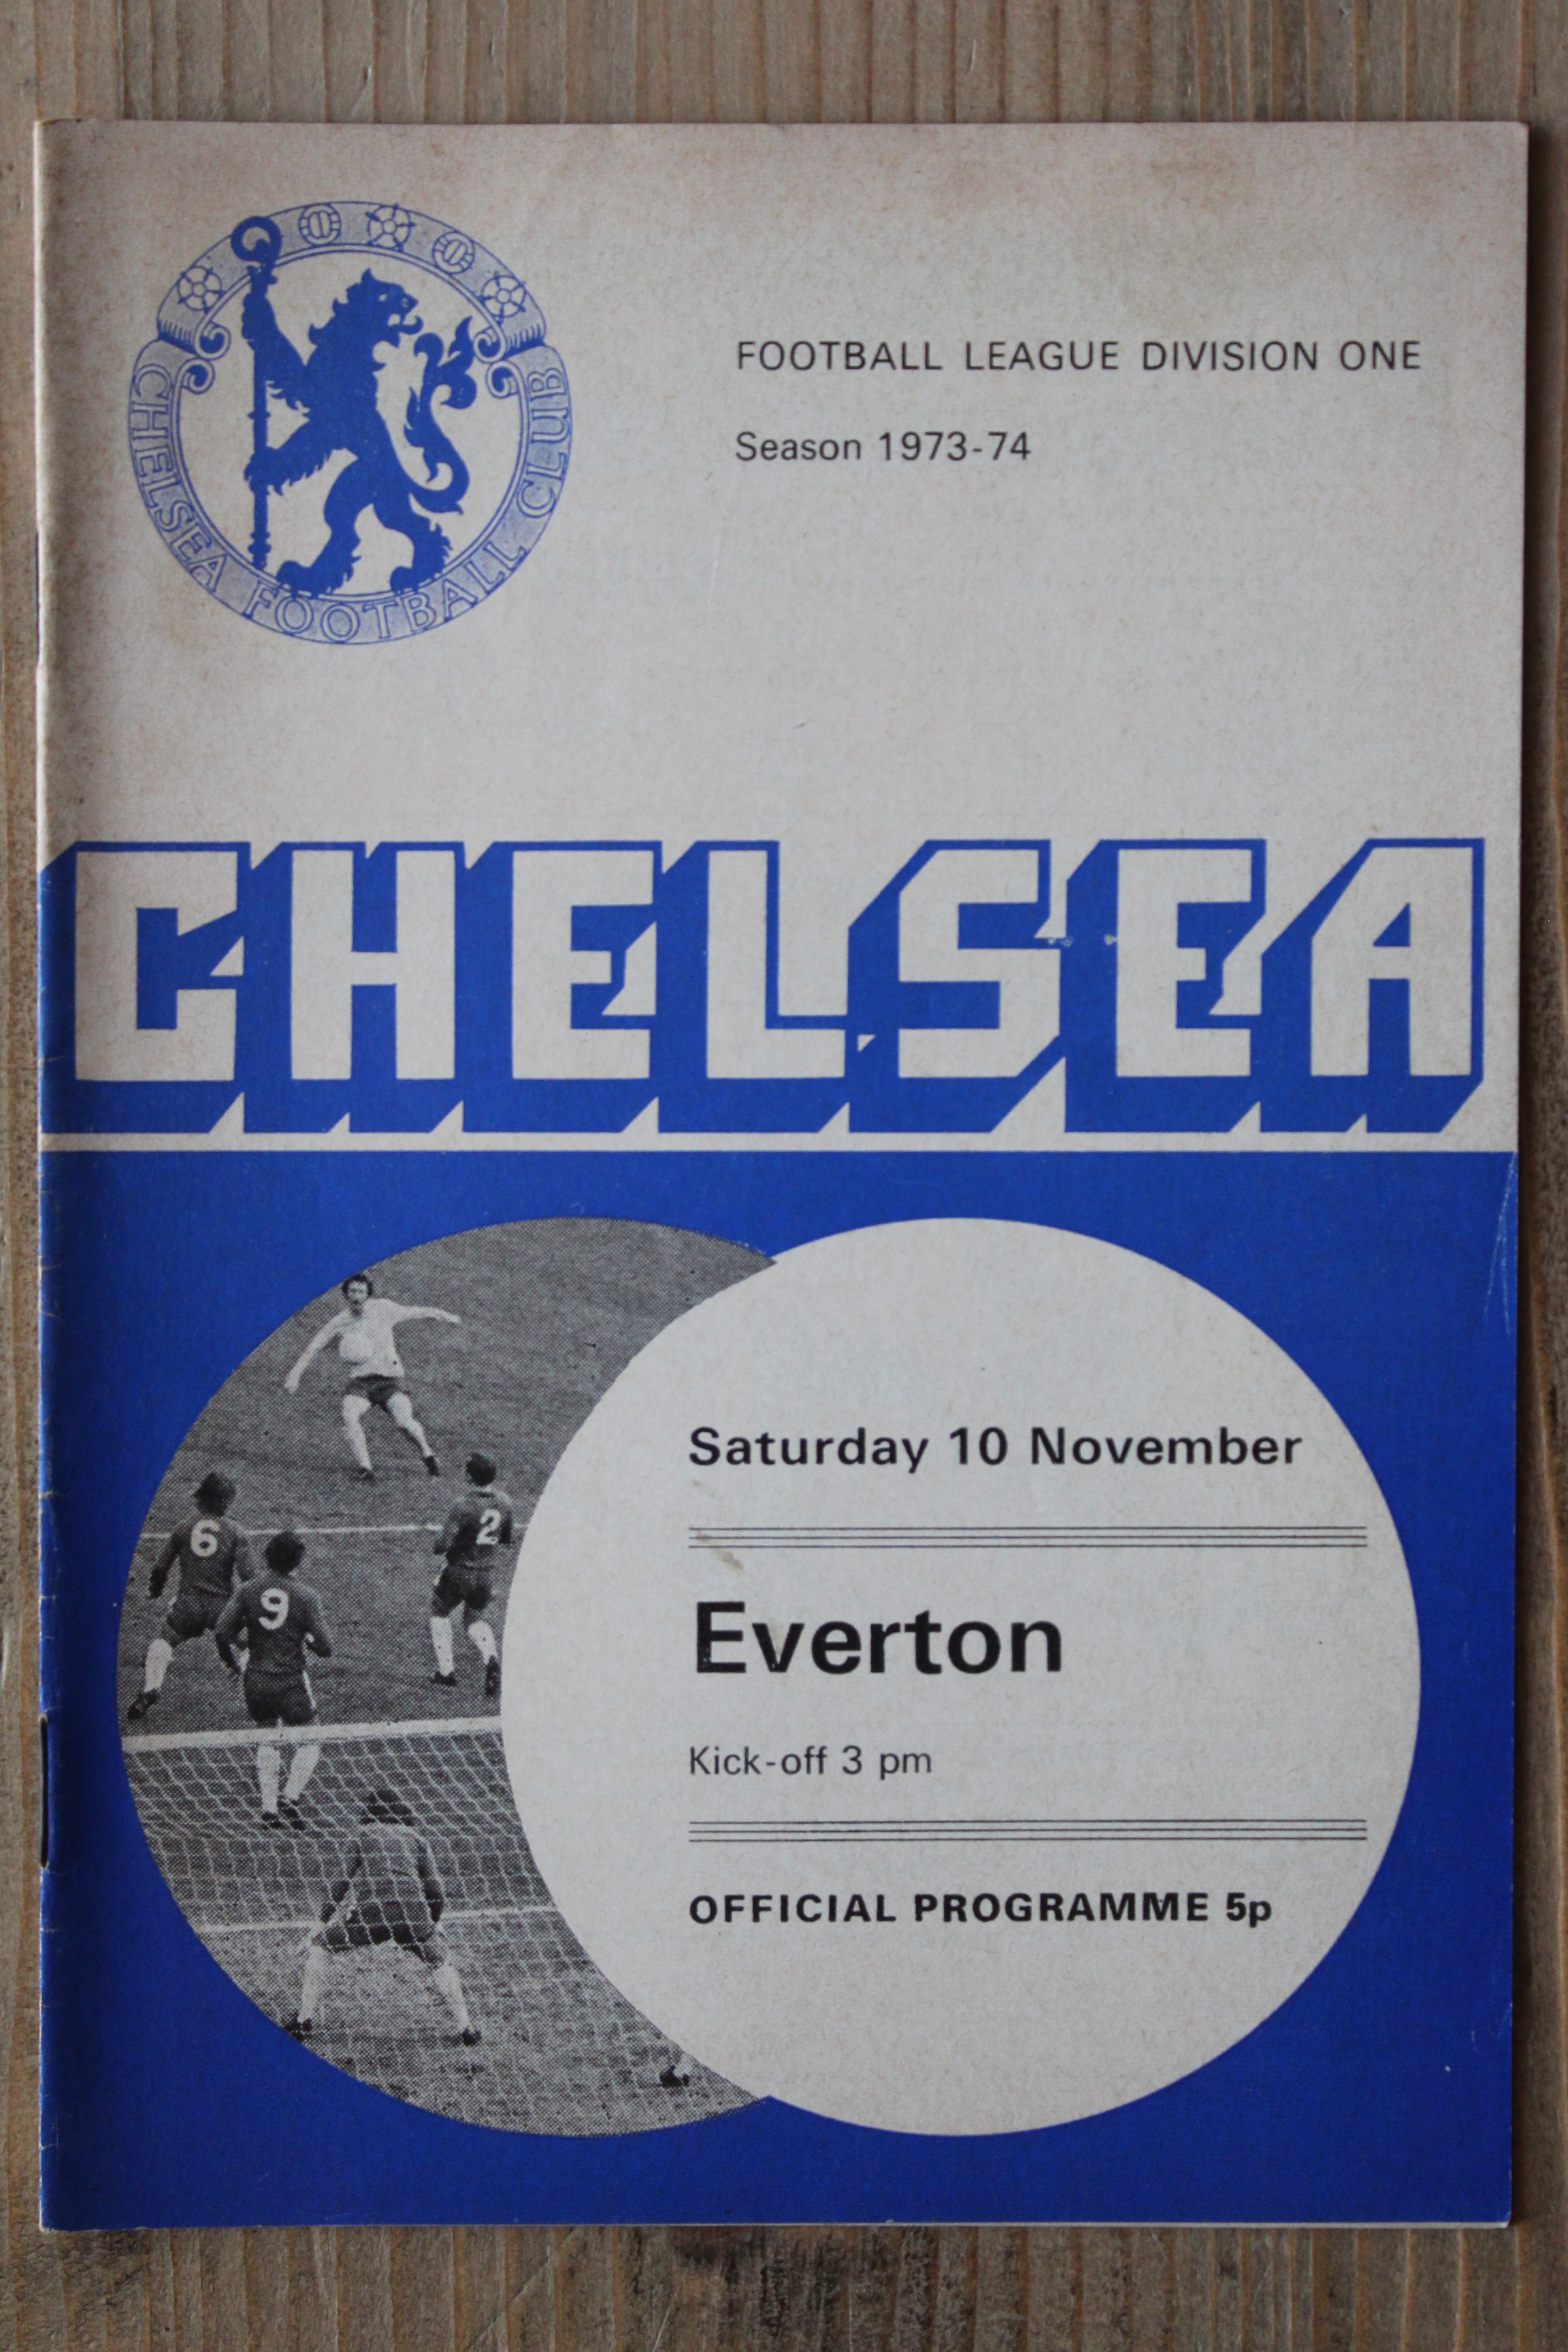 CHELSEA FOOTBALL CLUB
FOOTBALL LEAGUE DIVISION ONE
Season 1973-74
CHELSEA
Saturday 10 November
Everton
Kick-off 3 pm
OFFICIAL PROGRAMME 5p
6
9
2